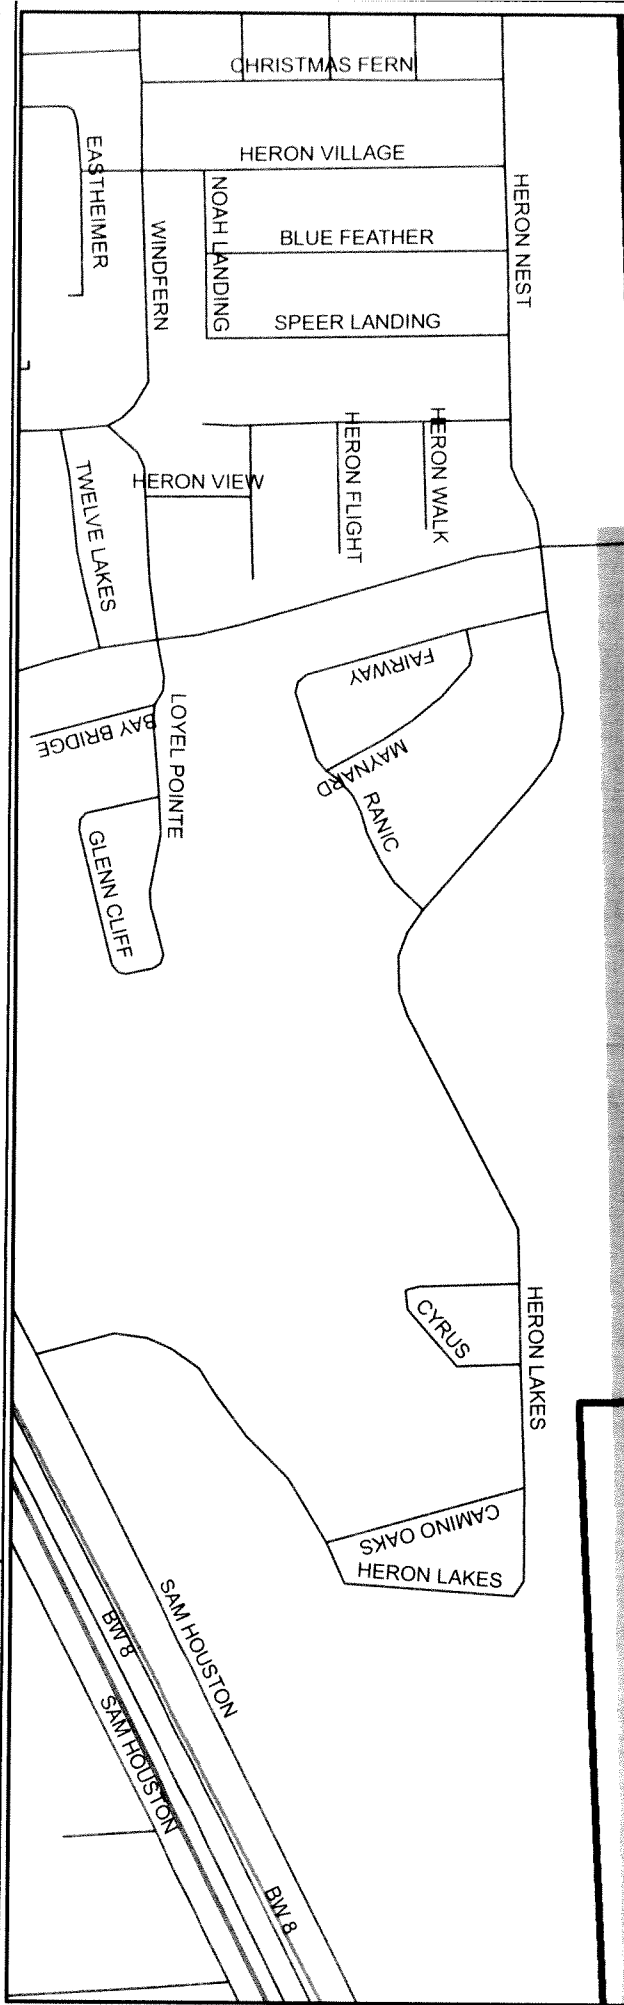 CHRISTMAS FERN
HERON VILLAGE
EASTHEIMER
NOAH LANDING
HERON NEST
WINDFERN
BLUE FEATHER
SPEER LANDING
HERON FLIGHT
HERON WALK
TWELVE LAKES
HERON VIEW
FAIRWAY
BAY BRIDGE
LOYEL POINTE
MAYNARD
RANIC
GLENN CLIFF
CYRUS
HERON LAKES
CAMINO OAKS
HERON LAKES
SAM HOUSTON
BW 8
SAM HOUSTON
BW 8